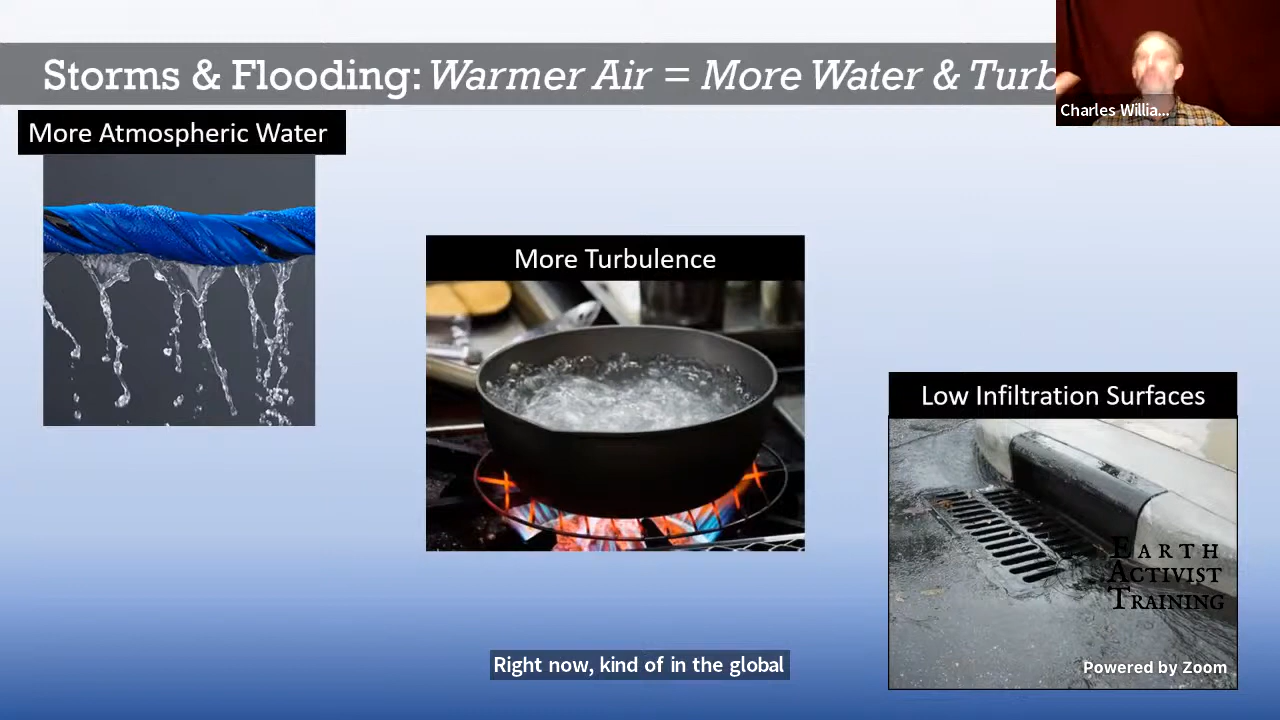 Storms & Flooding: Warmer Air = More Water & Turb
Charles Willia...
More Atmospheric Water
More Turbulence
Low Infiltration Surfaces
EARTH
ACTIVIST
TRAINING
Right now, kind of in the global
Powered by Zoom